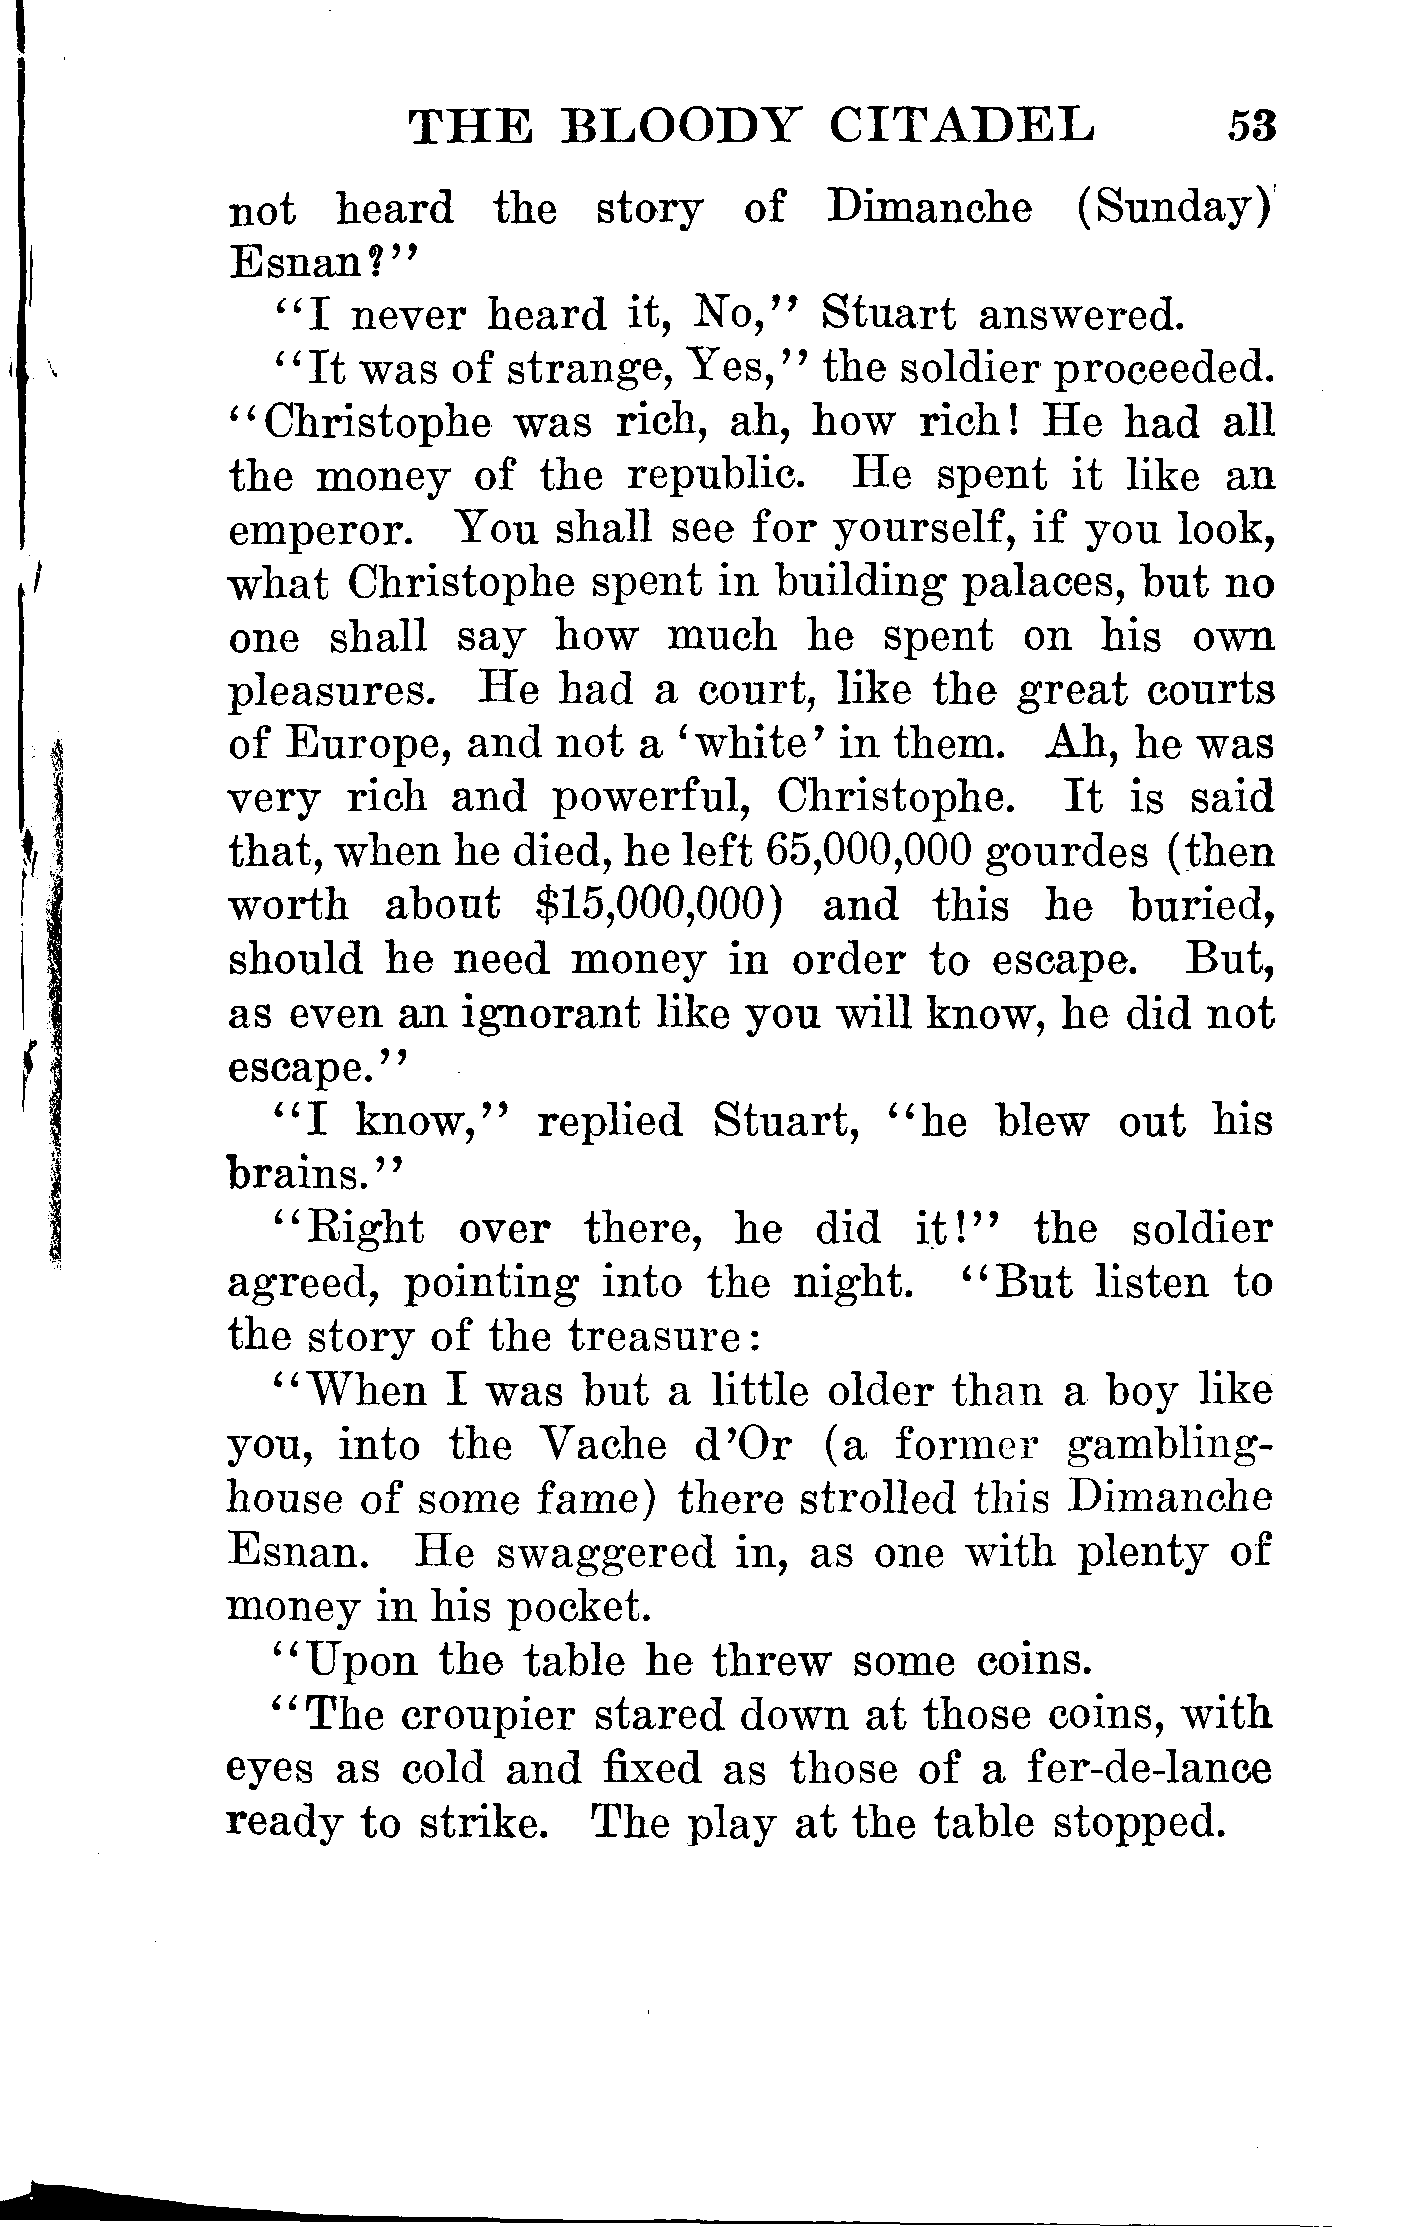 THE BLOODY CITADEL 53
not heard the story of Dimanche (Sunday)
Esnan?"
"I never heard it, No," Stuart answered.
"It was of strange, Yes," the soldier proceeded.
"Christophe was rich, ah, how rich! He had all
the money of the republic. He spent it like an
emperor. You shall see for yourself, if you look,
what Christophe spent in building palaces, but no
one shall say how much he spent on his own
pleasures. He had a court, like the great courts
of Europe, and not a 'white' in them. Ah, he was
very rich and powerful, Christophe. It is said
that, when he died, he left 65,000,000 gourdes (then
worth about $15,000,000) and this he buried,
should he need money in order to escape. But,
as even an ignorant like you will know, he did not
escape."
"I know," replied Stuart, "he blew out his
brains."
"Right over there, he did it!" the soldier
agreed, pointing into the night. "But listen to
the story of the treasure:
"When I was but a little older than a boy like
you, into the Vache d'Or (a former gambling-
house of some fame) there strolled this Dimanche
Esnan. He swaggered in, as one with plenty of
money in his pocket.
"Upon the table he threw some coins.
"The croupier stared down at those coins, with
eyes as cold and fixed as those of a fer-de-lance
ready to strike. The play at the table stopped.